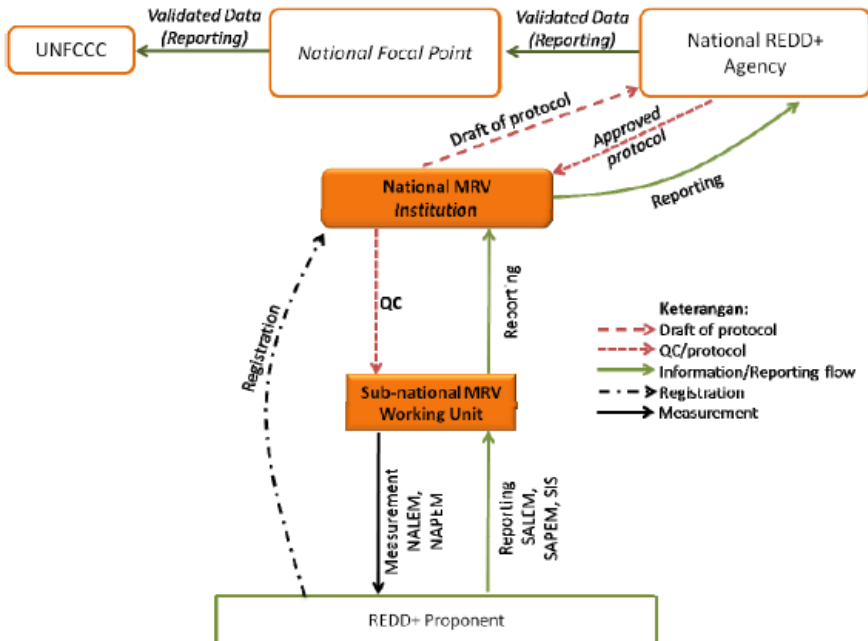 Validated Data
(Reporting)
Validated Data
(Reporting)
UNFCCC
National Focal Point
National REDD+
Agency
Draft of protocol
Approved
protocol
National MRV
Institution
Reporting
Registration
QC
Reporting
Keterangan:
Draft of protocol
QC/protocol
Information/Reporting flow
Registration
Measurement
Sub-national MRV
Working Unit
Measurement
NALEM,
NAPEM
Reporting
SALEM,
SAPEM, SIS
REDD+ Proponent